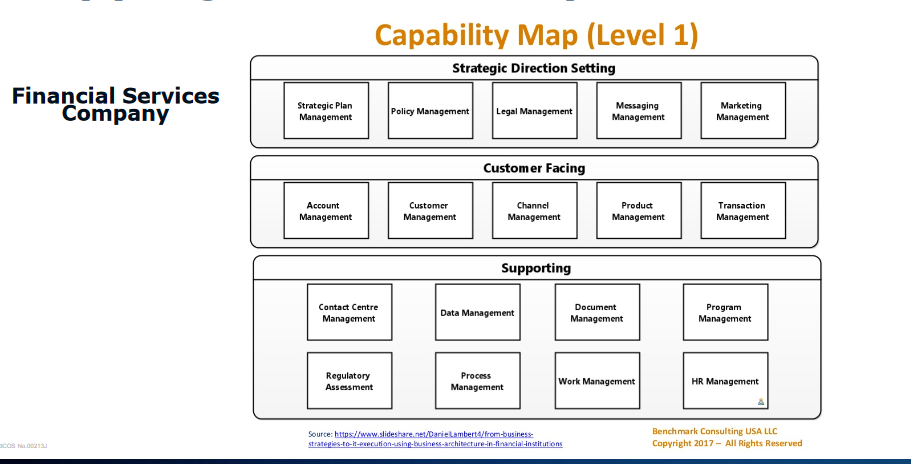 Capability Map (Level 1)
Financial Services
Company
Strategic Direction Setting
Strategic Plan
Management
Policy Management
Legal Management
Messaging
Management
Marketing
Management
Customer Facing
Account
Management
Customer
Management
Channel
Management
Product
Management
Transaction
Management
Supporting
Contact Centre
Management
Data Management
Document
Management
Program
Management
Regulatory
Assessment
Process
Management
Work Management
HR Management
Source: https://www.slideshare.net/DanielLambert4/from-business-
strategies-to-it-execution-using-business-architecture-in-financial-institutions
Benchmark Consulting USA LLC
Copyright 2017 – All Rights Reserved
No.00213J